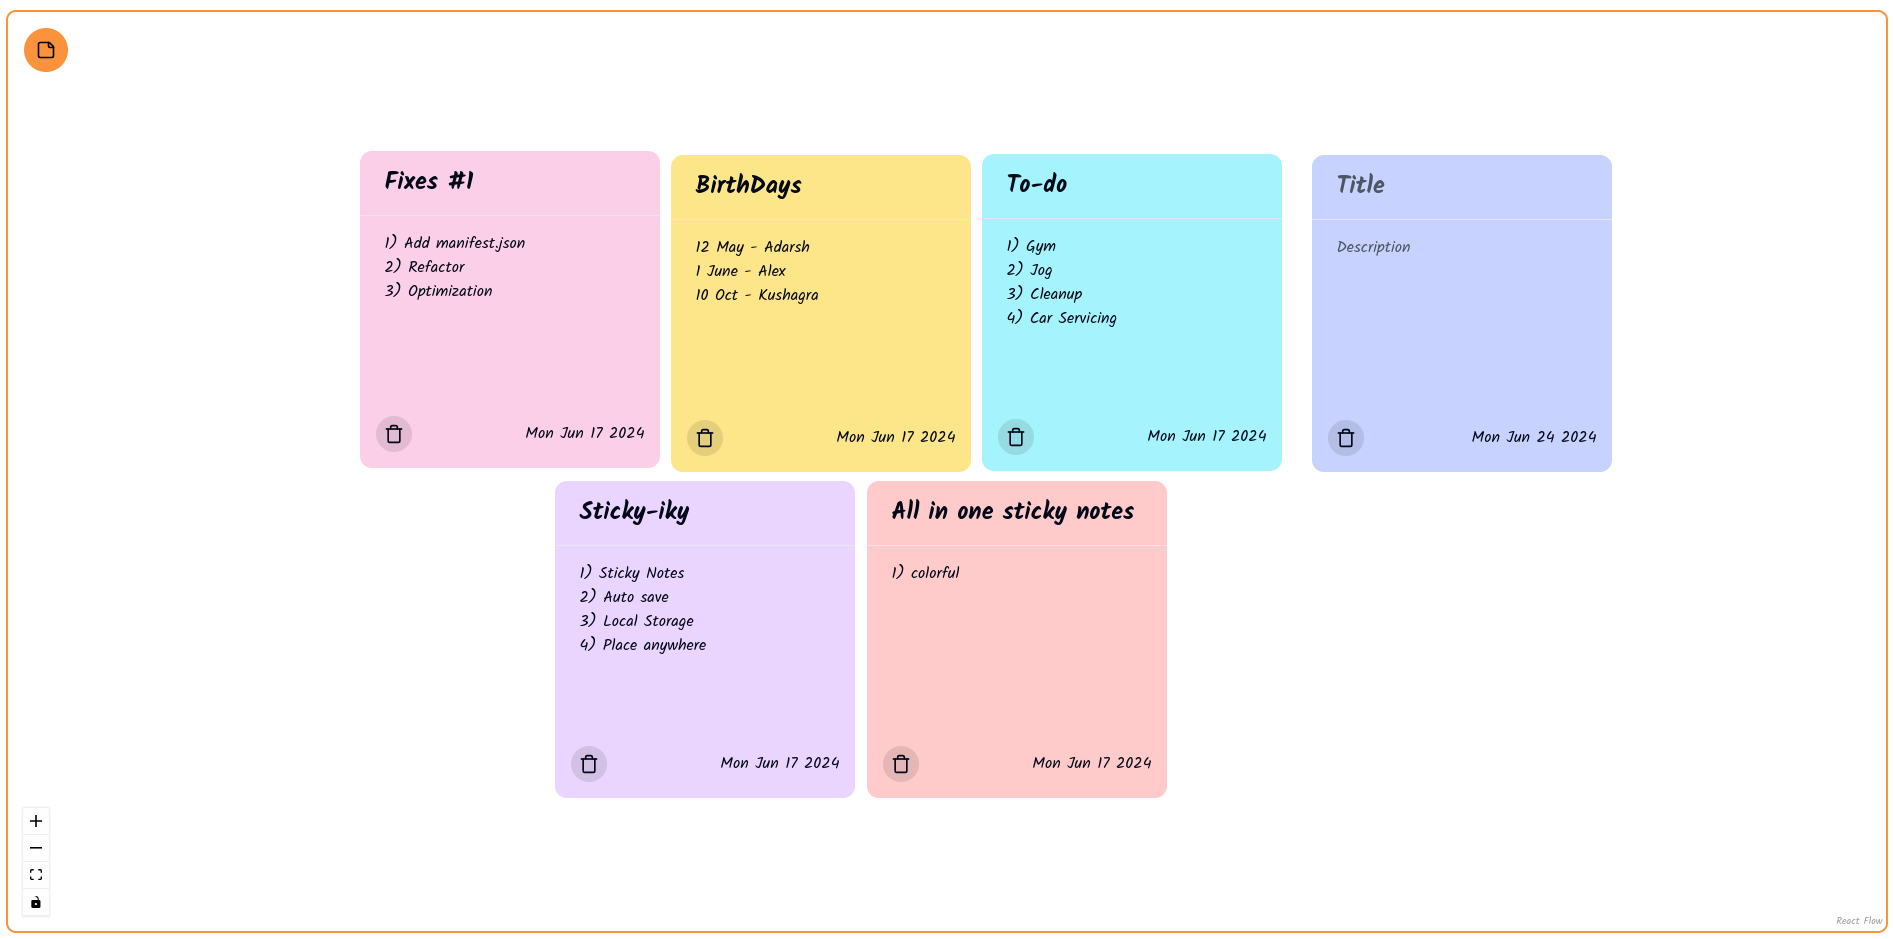 Fixes #1
1) Add manifest.json
2) Refactor
3) Optimization
Mon Jun 17 2024
BirthDays
12 May - Adarsh
1 June - Alex
10 Oct - Kushagra
Mon Jun 17 2024
To-do
1) Gym
2) Jog
3) Cleanup
4) Car Servicing
Mon Jun 17 2024
Title
Description
Mon Jun 24 2024
Sticky-iky
1) Sticky Notes
2) Auto save
3) Local Storage
4) Place anywhere
Mon Jun 17 2024
All in one sticky notes
1) colorful
Mon Jun 17 2024
React Flow